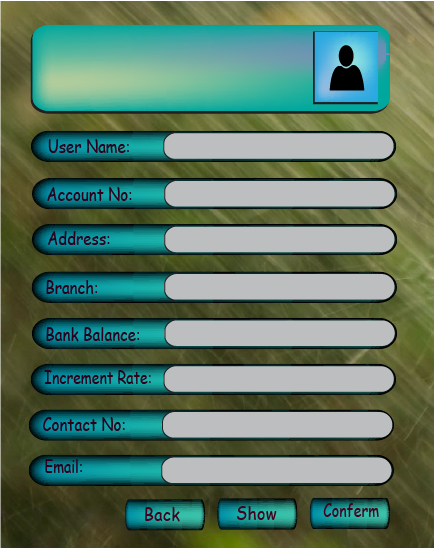 User Name:
Account No:
Address:
Branch:
Bank Balance:
Increment Rate:
Contact No:
Email:
Back Show Conferm